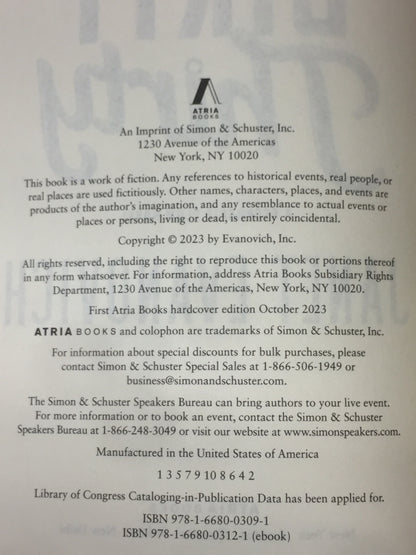 ATRIA
BOOKS
An Imprint of Simon & Schuster, Inc.
1230 Avenue of the Americas
New York, NY 10020
This book is a work of fiction. Any references to historical events, real people, or
real places are used fictitiously. Other names, characters, places, and events are
products of the author's imagination, and any resemblance to actual events or
places or persons, living or dead, is entirely coincidental.
Copyright © 2023 by Evanovich, Inc.
All rights reserved, including the right to reproduce this book or portions thereof
in any form whatsoever. For information, address Atria Books Subsidiary Rights
Department, 1230 Avenue of the Americas, New York, NY 10020.
First Atria Books hardcover edition October 2023
ATRIA BOOKS and colophon are trademarks of Simon & Schuster, Inc.
For information about special discounts for bulk purchases, please
contact Simon & Schuster Special Sales at 1-866-506-1949 or
business@simonandschuster.com.
The Simon & Schuster Speakers Bureau can bring authors to your live event.
For more information or to book an event, contact the Simon & Schuster
Speakers Bureau at 1-866-248-3049 or visit our website at www.simonspeakers.com.
Manufactured in the United States of America
1 3 5 7 9 10 8 6 4 2
Library of Congress Cataloging-in-Publication Data has been applied for.
ISBN 978-1-6680-0309-1
ISBN 978-1-6680-0312-1 (ebook)